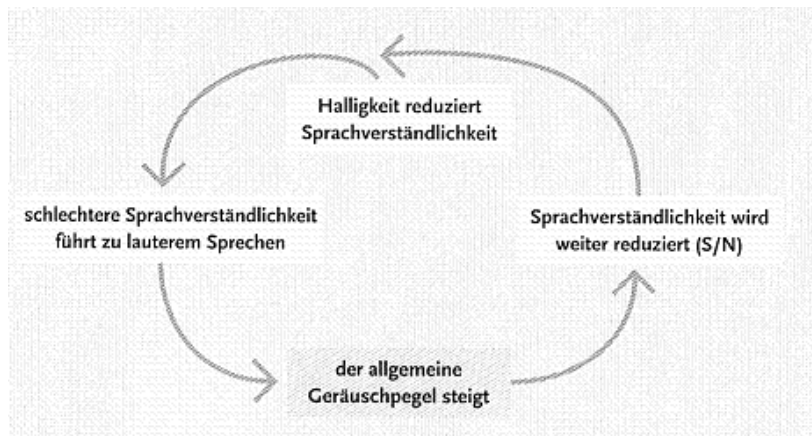 Halligkeit reduziert
Sprachverständlichkeit
schlechtere Sprachverständlichkeit
führt zu lauterem Sprechen
der allgemeine
Geräuschpegel steigt
Sprachverständlichkeit wird
weiter reduziert (S/N)